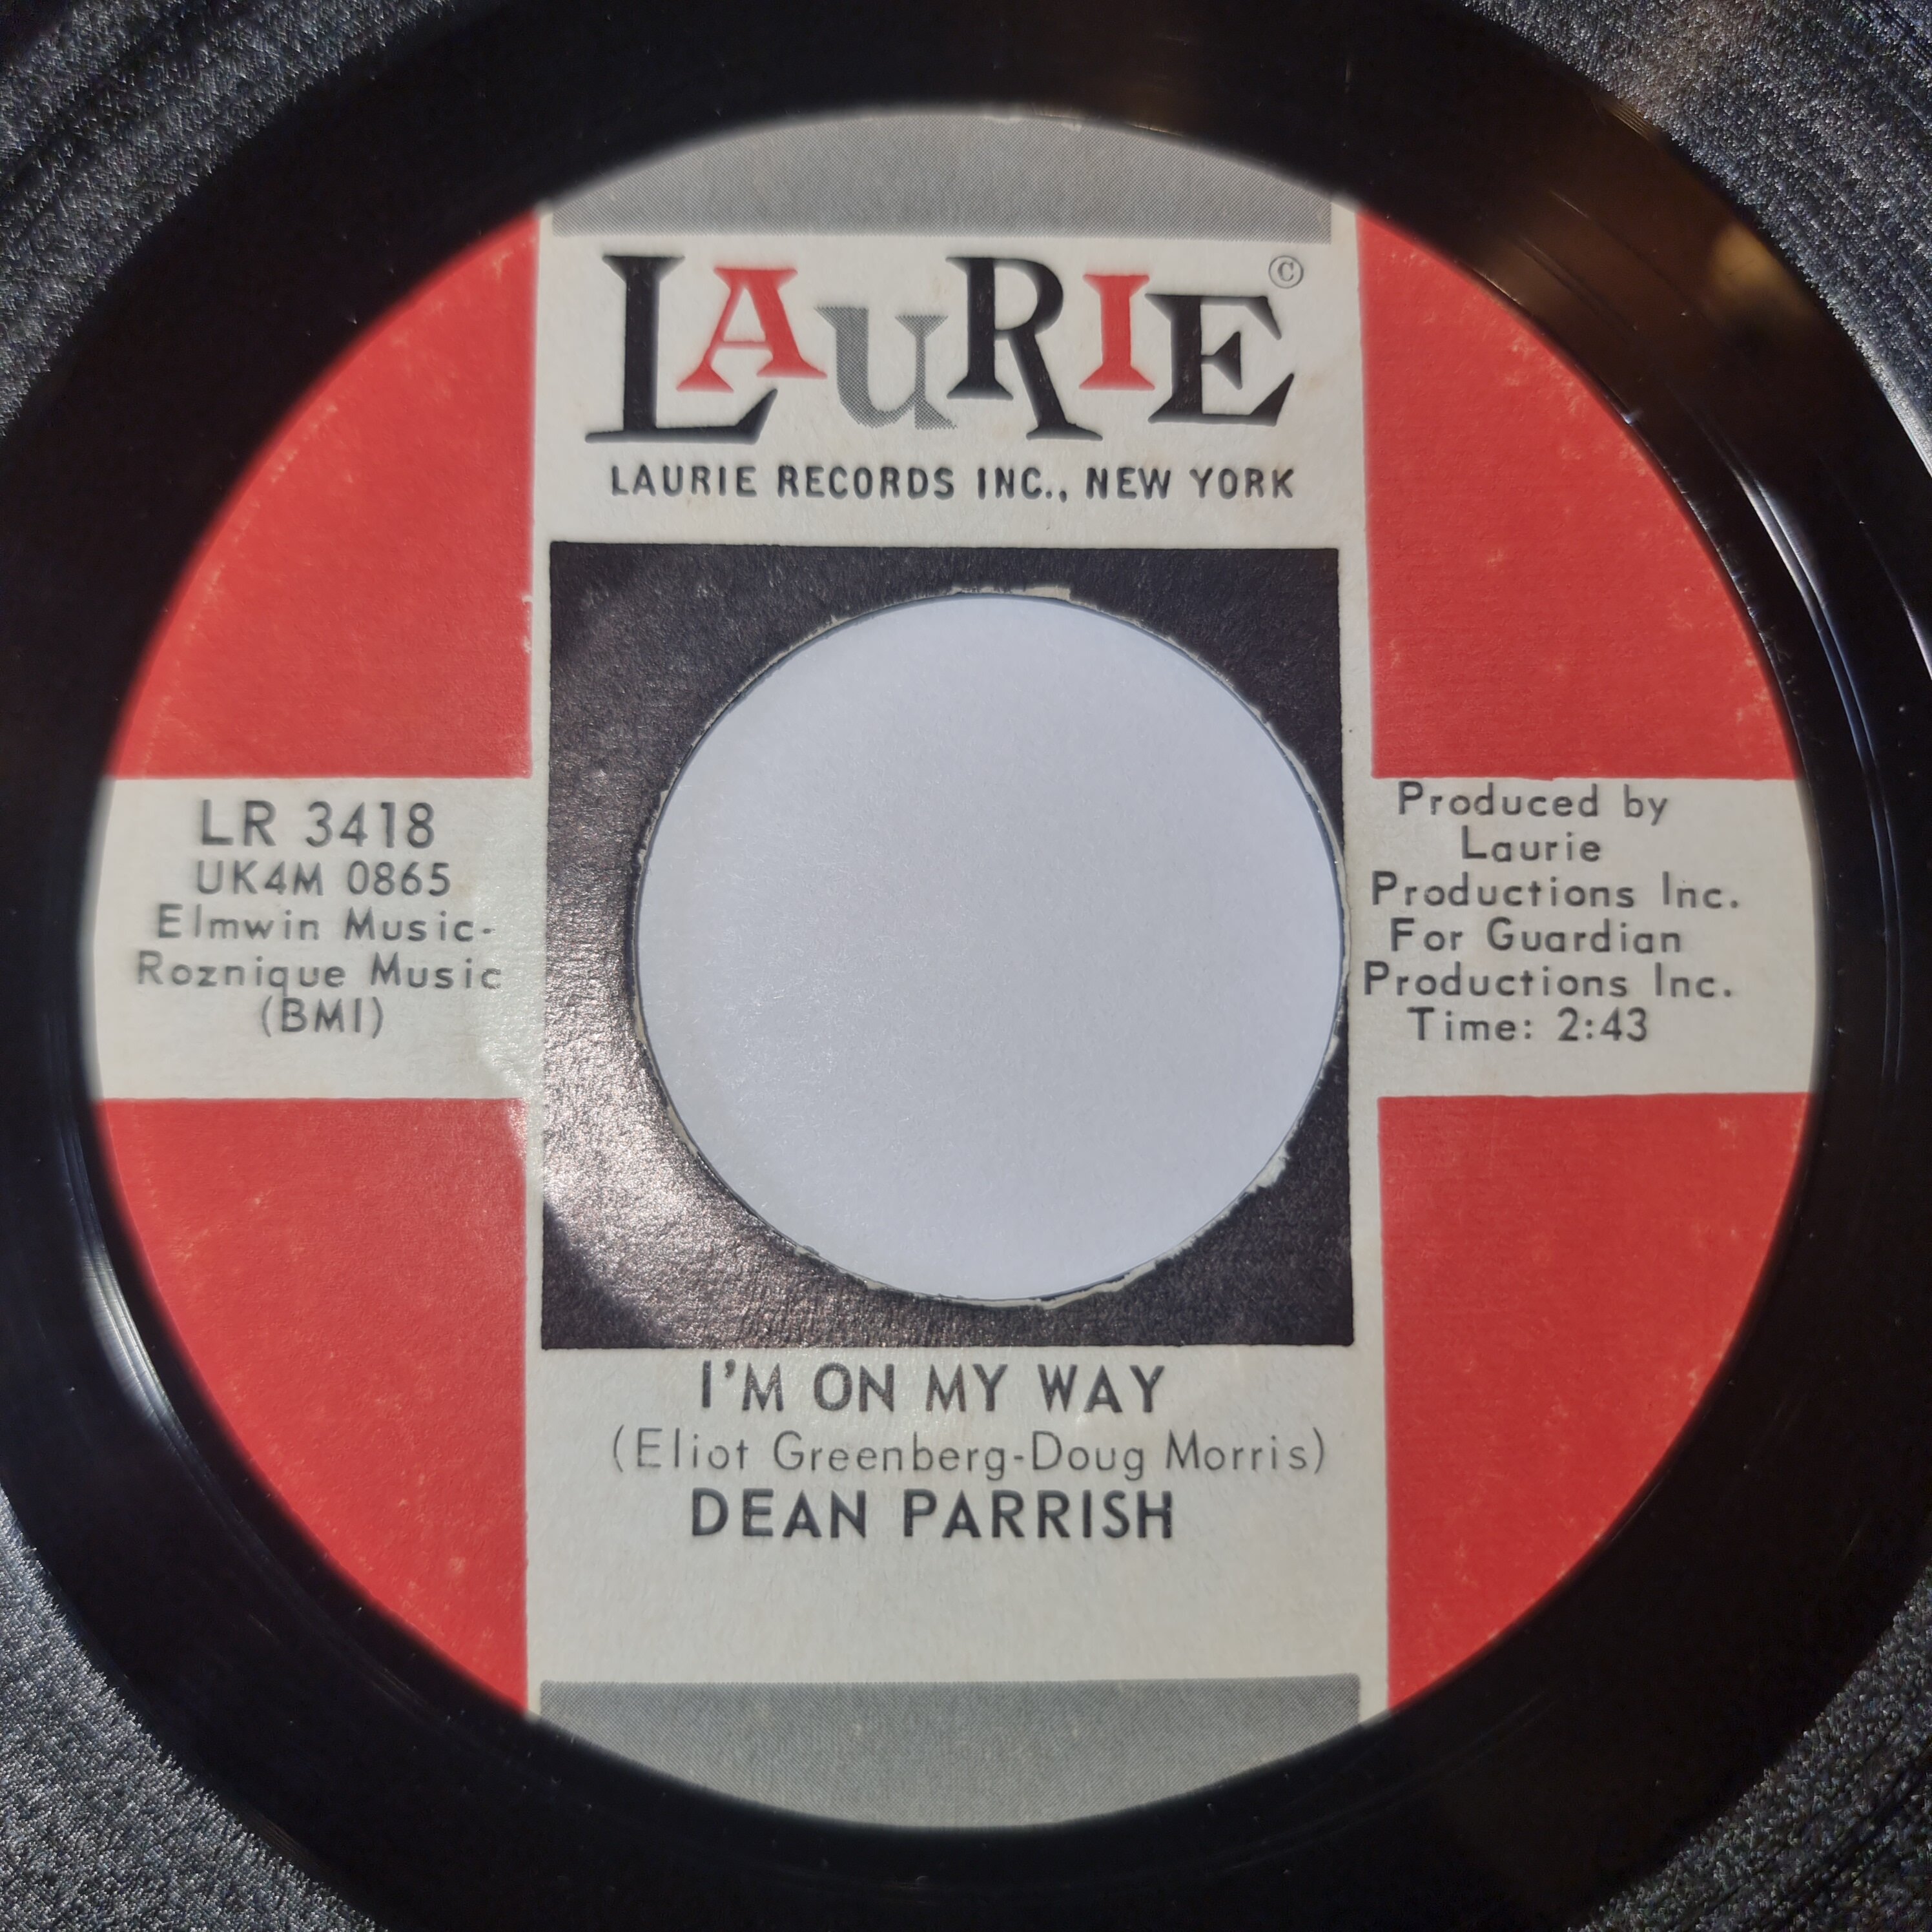 LAuRIE ©
LAURIE RECORDS INC., NEW YORK
LR 3418
UK4M 0865
Elmwin Music-
Roznique Music
(BMI)
Produced by
Laurie
Productions Inc.
For Guardian
Productions Inc.
Time: 2:43
I'M ON MY WAY
(Eliot Greenberg-Doug Morris)
DEAN PARRISH